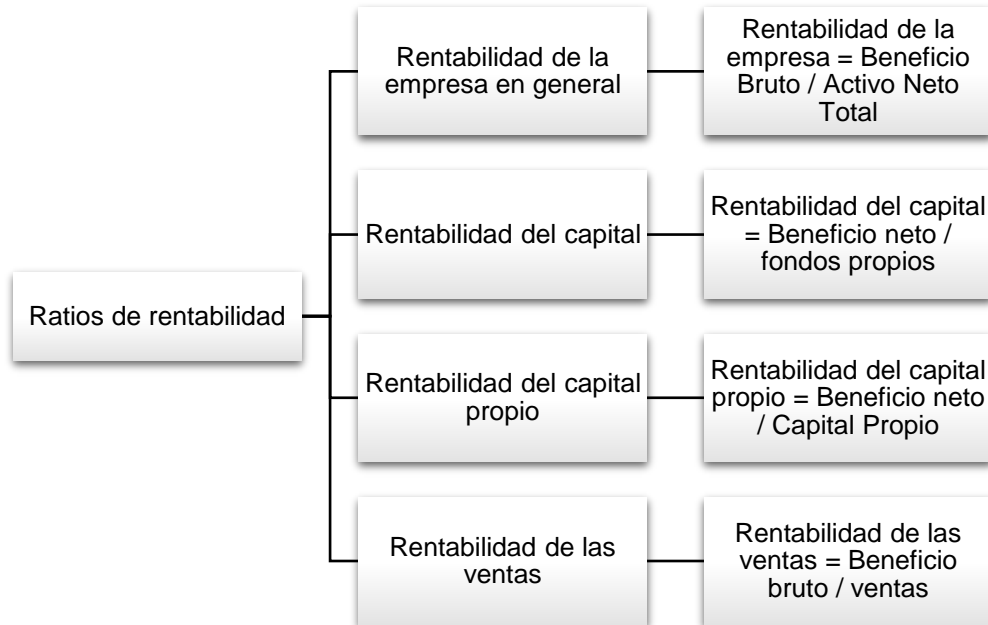 Ratios de rentabilidad
Rentabilidad de la
empresa en general
Rentabilidad de la
empresa = Beneficio
Bruto / Activo Neto
Total
Rentabilidad del capital
Rentabilidad del capital
= Beneficio neto /
fondos propios
Rentabilidad del capital
propio
Rentabilidad del capital
propio = Beneficio neto
/ Capital Propio
Rentabilidad de las
ventas
Rentabilidad de las
ventas = Beneficio
bruto / ventas